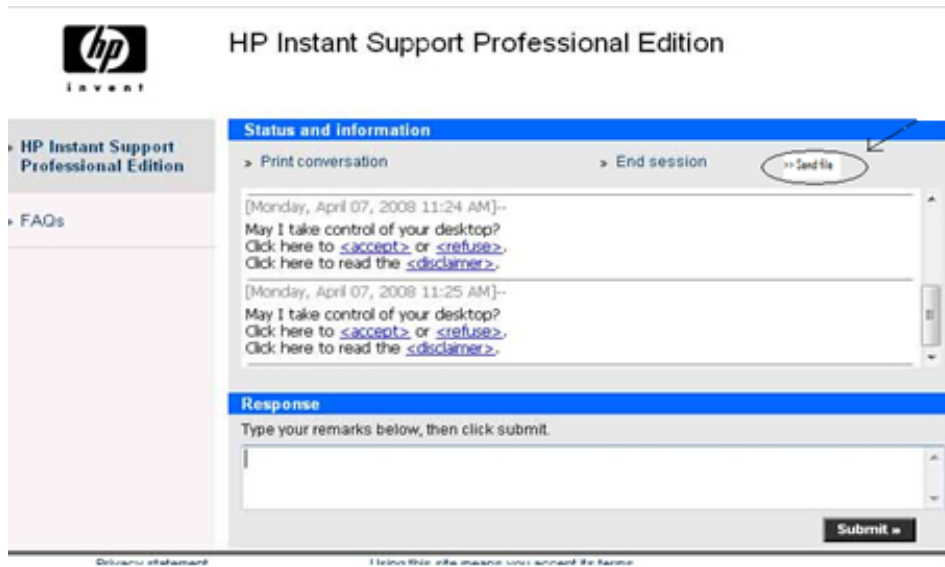 hp
invent
HP Instant Support Professional Edition
» HP Instant Support
Professional Edition
» FAQs
Status and information
» Print conversation
» End session
>> Send file
[Monday, April 07, 2008 11:24 AM]--
May I take control of your desktop?
Click here to <accept> or <refuse>.
Click here to read the <disclaimer>.
[Monday, April 07, 2008 11:25 AM]--
May I take control of your desktop?
Click here to <accept> or <refuse>.
Click here to read the <disclaimer>.
Response
Type your remarks below, then click submit.
Submit »
Privacy statement
Using this site means you accept its terms